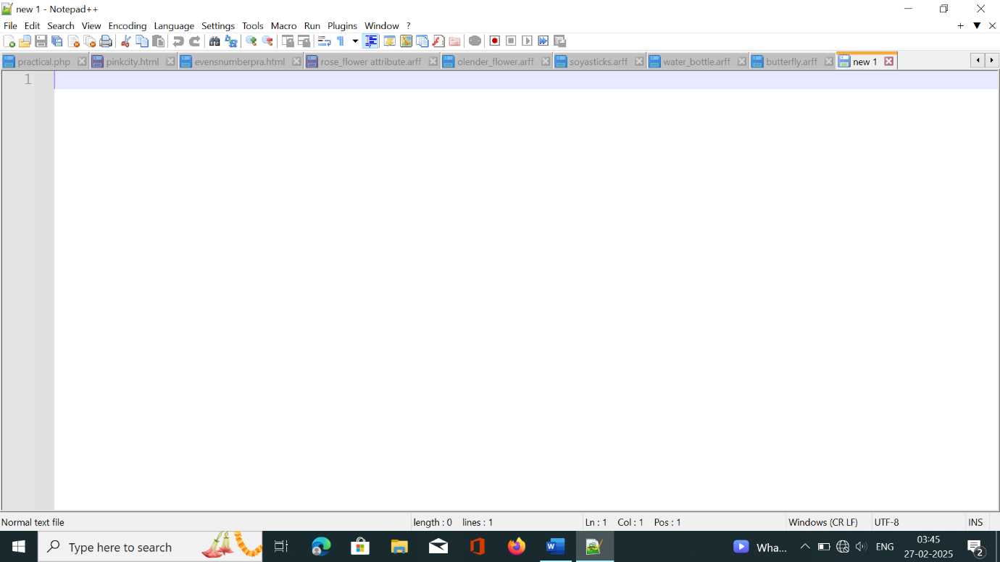 new 1 - Notepad++
File Edit Search View Encoding Language Settings Tools Macro Run Plugins Window ?
practical.php pinkcity.html evensnumberpra.html rose_flower attribute.arff olender_flower.arff soyasticks.arff water_bottle.arff butterfly.arff new 1
1
Normal text file length : 0 lines : 1 Ln : 1 Col : 1 Pos : 1 Windows (CR LF) UTF-8 INS
Type here to search Wha... ENG 03:45
27-02-2025 2